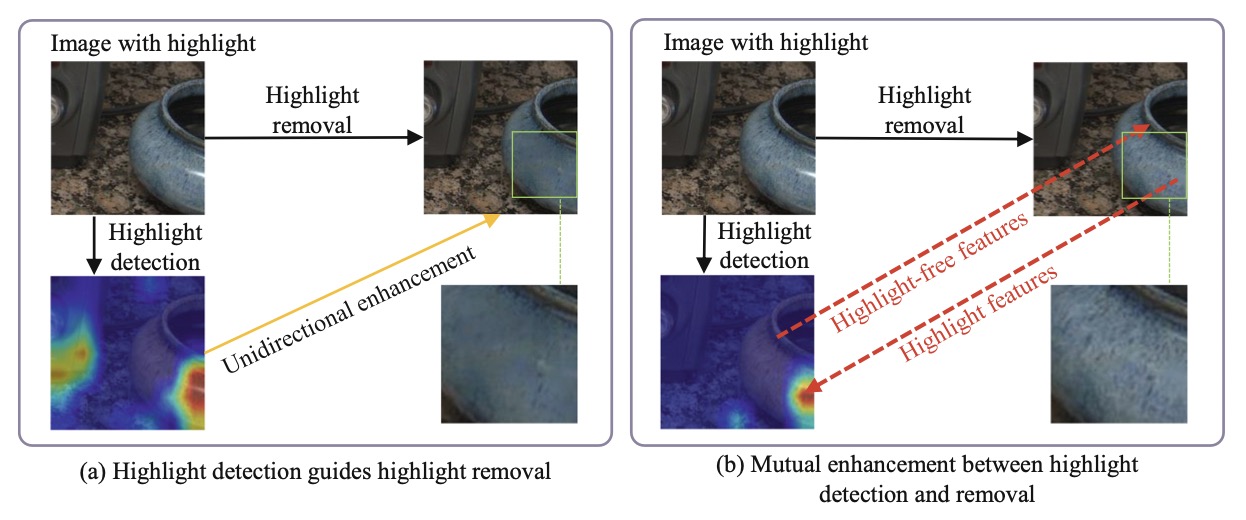 Image with highlight
Highlight
removal
Highlight
detection
Unidirectional enhancement
(a) Highlight detection guides highlight removal
Image with highlight
Highlight
removal
Highlight
detection
Highlight-free features
Highlight features
(b) Mutual enhancement between highlight
detection and removal